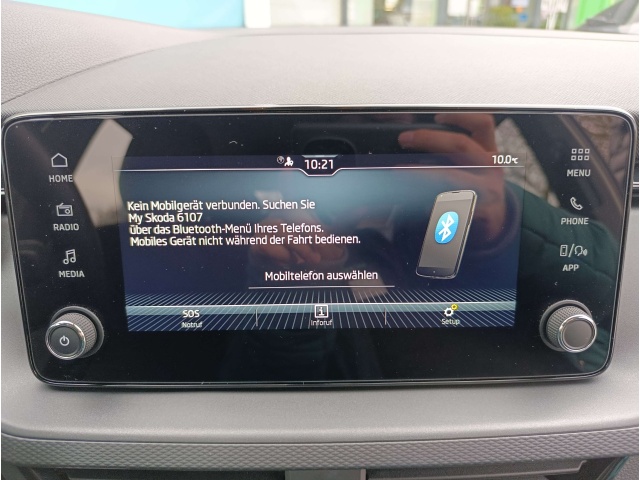 10:21
10.0°C
HOME
RADIO
MEDIA
MENU
PHONE
APP
Kein Mobilgerät verbunden. Suchen Sie
My Skoda 6107
über das Bluetooth-Menü Ihres Telefons.
Mobiles Gerät nicht während der Fahrt bedienen.
Mobiltelefon auswählen
SOS
Notruf
Inforuf
Setup